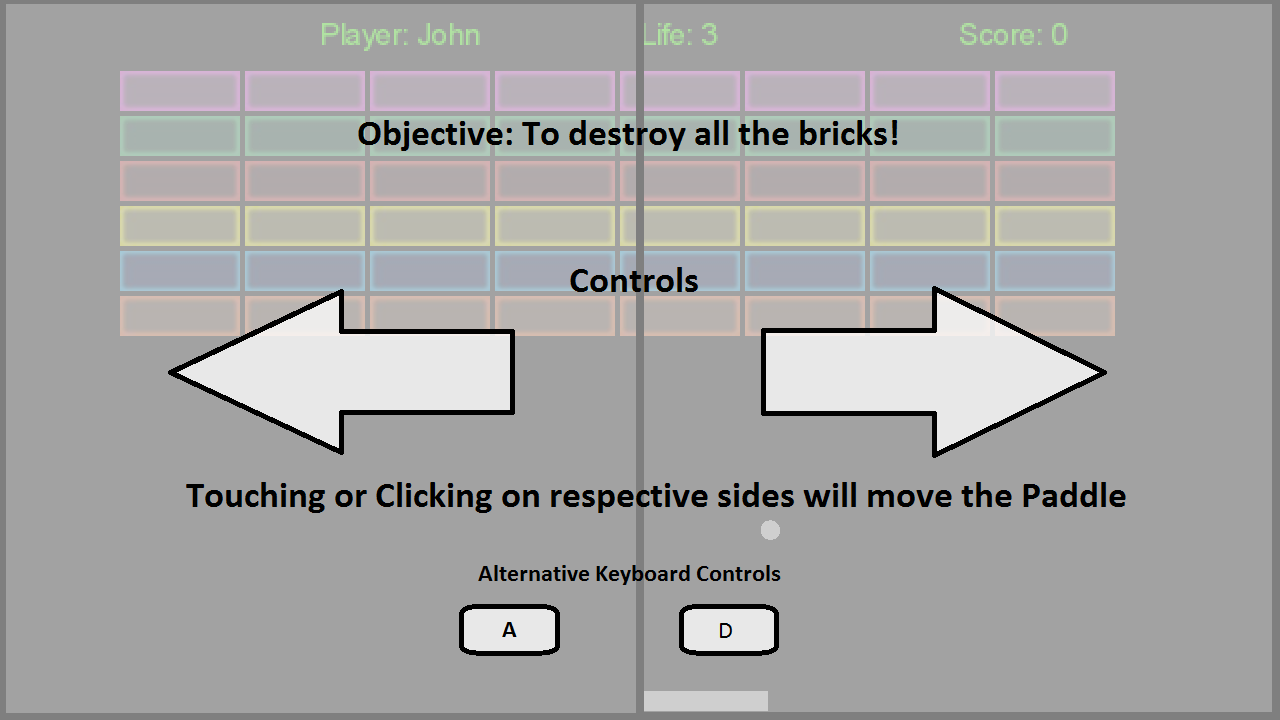 Player: John Life: 3 Score: 0
Objective: To destroy all the bricks!
Controls
Touching or Clicking on respective sides will move the Paddle
Alternative Keyboard Controls
A D